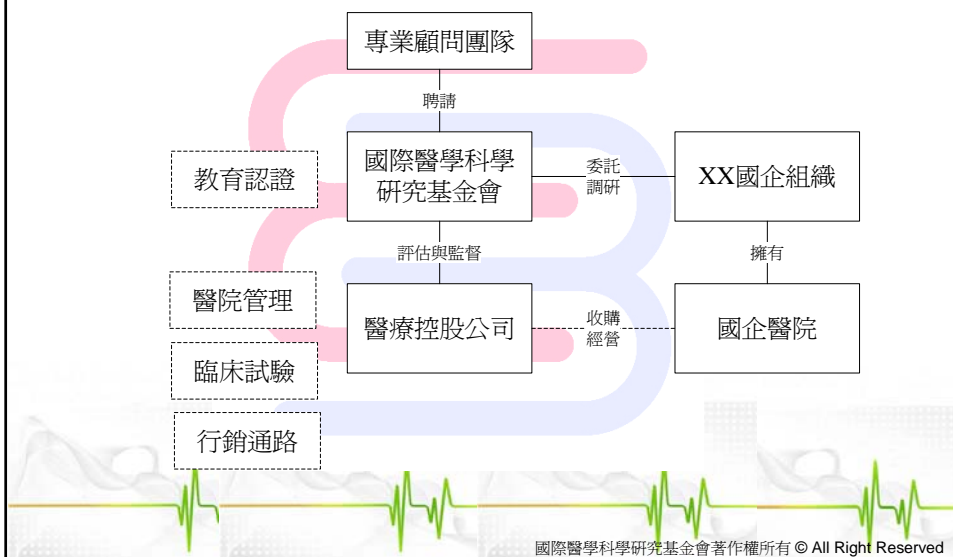 專業顧問團隊
聘請
教育認證
國際醫學科學
研究基金會
委託
調研
XX國企組織
評估與監督
擁有
醫院管理
醫療控股公司
收購
經營
國企醫院
臨床試驗
行銷通路
國際醫學科學研究基金會著作權所有 © All Right Reserved